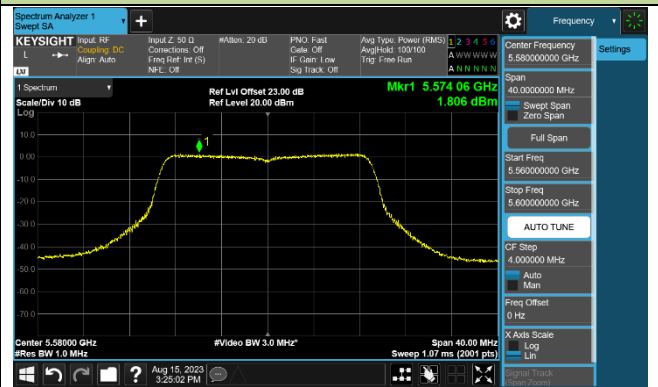 Spectrum Analyzer 1
Swept SA
Frequency
KEYSIGHT
L
LXI
Input: RF
Coupling: DC
Align: Auto
Input Z: 50 Ω
Corrections: Off
Freq Ref: Int (S)
NFE: Off
#Atten: 20 dB
PNO: Fast
Gate: Off
IF Gain: Low
Sig Track: Off
Avg Type: Power (RMS)
Avg|Hold: 100/100
Trig: Free Run
1 2 3 4 5 6
A W W W W W
A N N N N N
Center Frequency
5.580000000 GHz
Settings
Span
40.0000000 MHz
Swept Span
Zero Span
Full Span
Start Freq
5.560000000 GHz
Stop Freq
5.600000000 GHz
AUTO TUNE
CF Step
4.000000 MHz
Auto
Man
Freq Offset
0 Hz
X Axis Scale
Log
Lin
Signal Track
(Span Zoom)
1 Spectrum
Scale/Div 10 dB
Log
Ref Lvl Offset 23.00 dB
Ref Level 20.00 dBm
Mkr1 5.574 06 GHz
1.806 dBm
1
10.0
0.00
-10.0
-20.0
-30.0
-40.0
-50.0
-60.0
-70.0
Center 5.58000 GHz
#Res BW 1.0 MHz
#Video BW 3.0 MHz*
Span 40.00 MHz
Sweep 1.07 ms (2001 pts)
?
Aug 15, 2023
3:25:02 PM